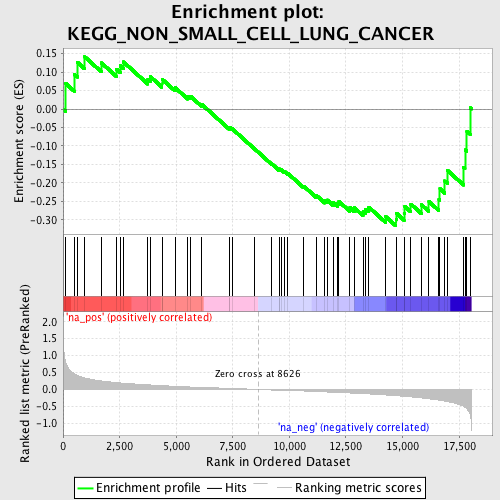 Enrichment plot:
KEGG_NON_SMALL_CELL_LUNG_CANCER
Enrichment score (ES)
0.15
0.10
0.05
0.00
-0.05
-0.10
-0.15
-0.20
-0.25
-0.30
'na_pos' (positively correlated)
Ranked list metric (PreRanked)
2.0
1.5
1.0
0.5
0.0
-0.5
-1.0
Zero cross at 8626
'na_neg' (negatively correlated)
0 2,500 5,000 7,500 10,000 12,500 15,000 17,500
Rank in Ordered Dataset
Enrichment profile Hits Ranking metric scores